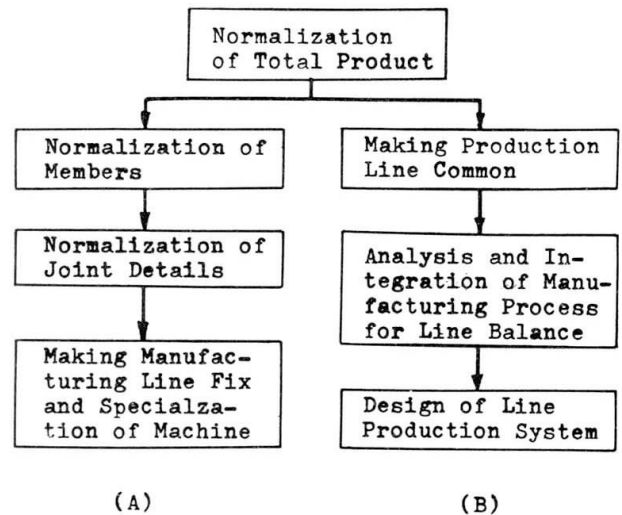 Normalization
of Total Product
Normalization of
Members
Normalization of
Joint Details
Making Manufac-
turing Line Fix
and Specialza-
tion of Machine
(A)
Making Production
Line Common
Analysis and In-
tegration of Manu-
facturing Process
for Line Balance
Design of Line
Production System
(B)